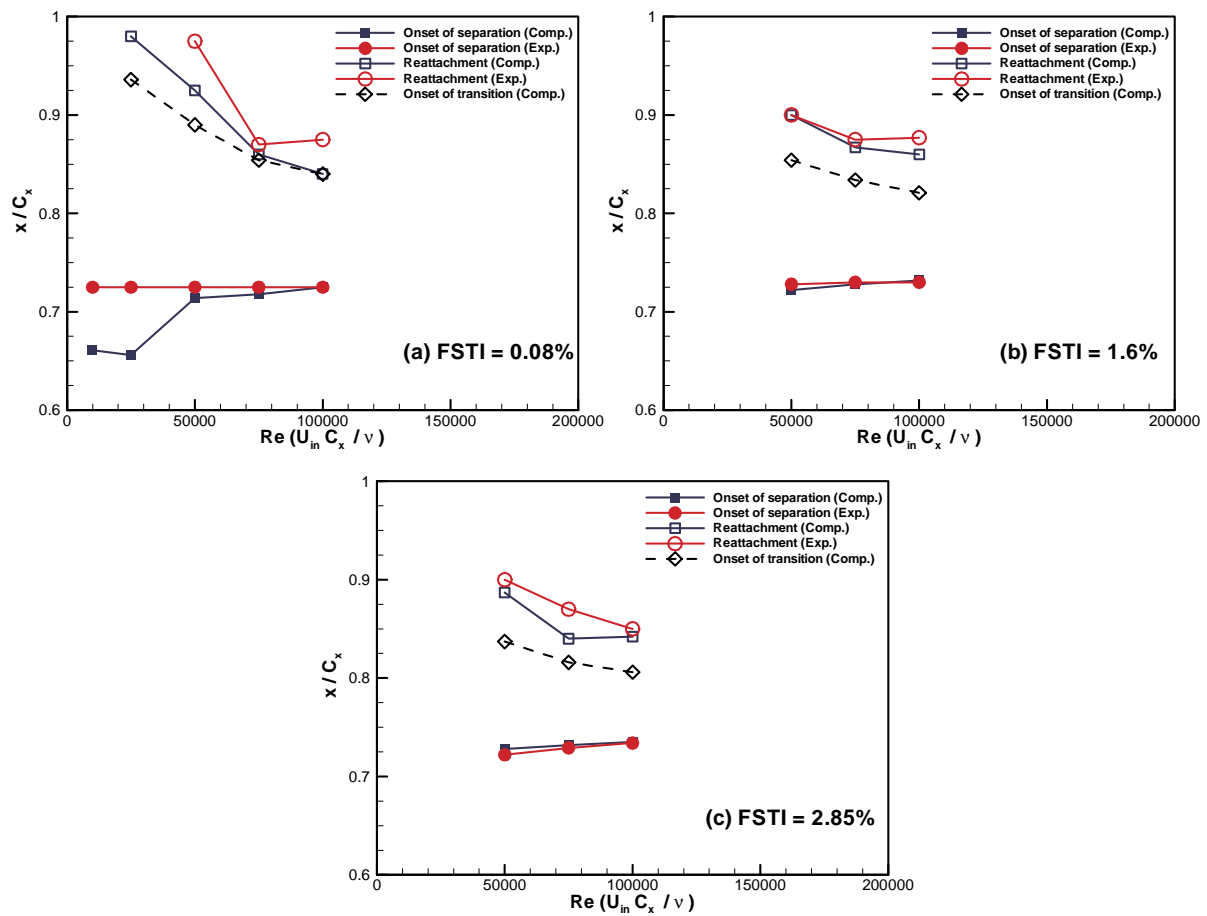 1
0.9
0.8
0.7
0.6
x / Cₓ
Onset of separation (Comp.)
Onset of separation (Exp.)
Reattachment (Comp.)
Reattachment (Exp.)
Onset of transition (Comp.)
(a) FSTI = 0.08%
0 50000 100000 150000 200000
Re (U_in Cₓ / ν )
1
0.9
0.8
0.7
0.6
x / Cₓ
Onset of separation (Comp.)
Onset of separation (Exp.)
Reattachment (Comp.)
Reattachment (Exp.)
Onset of transition (Comp.)
(b) FSTI = 1.6%
0 50000 100000 150000 200000
Re (U_in Cₓ / ν )
1
0.9
0.8
0.7
0.6
x / Cₓ
Onset of separation (Comp.)
Onset of separation (Exp.)
Reattachment (Comp.)
Reattachment (Exp.)
Onset of transition (Comp.)
(c) FSTI = 2.85%
0 50000 100000 150000 200000
Re (U_in Cₓ / ν )